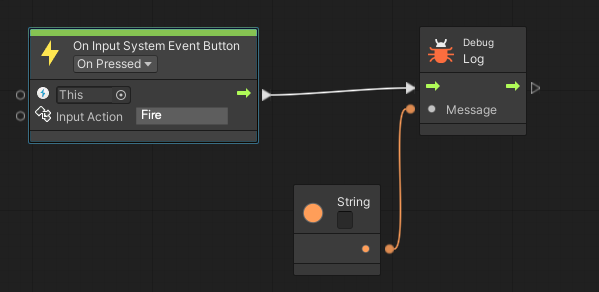 On Input System Event Button
On Pressed
This
Input Action
Fire
Debug
Log
Message
String